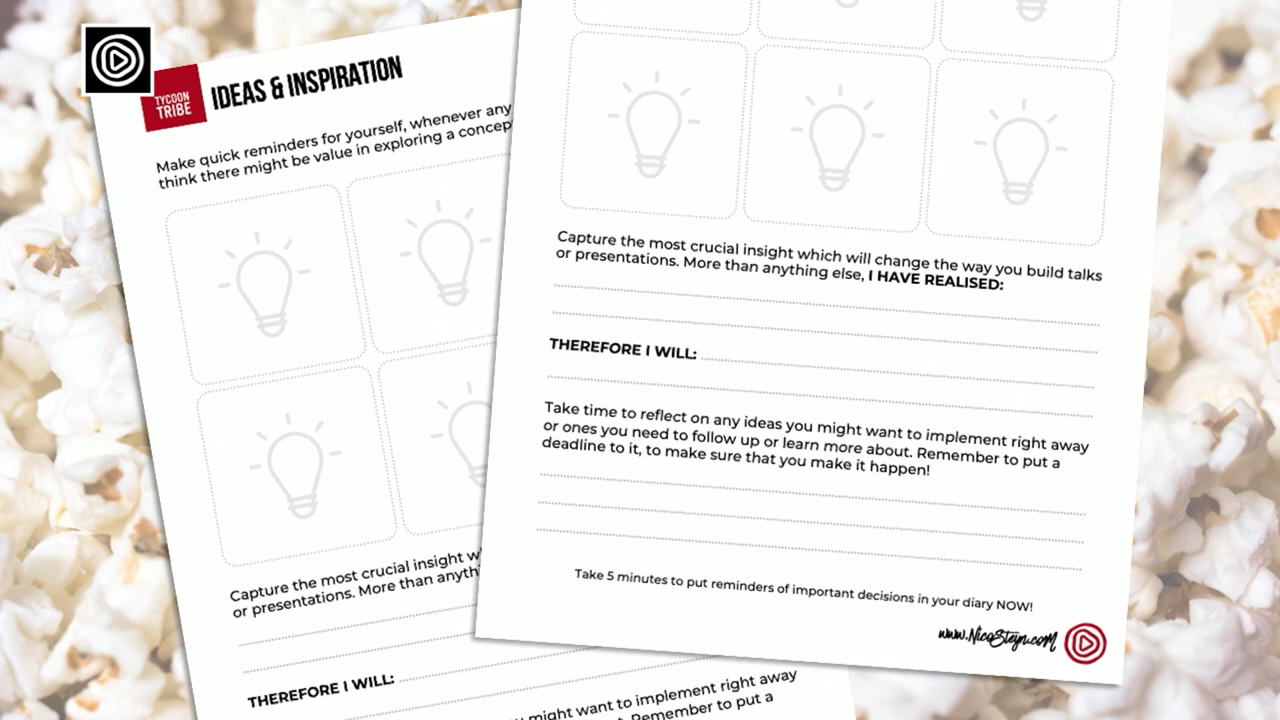 TYCOON
TRIBE
IDEAS & INSPIRATION
Make quick reminders for yourself, whenever any
think there might be value in exploring a concep
Capture the most crucial insight w
or presentations. More than anyth
THEREFORE I WILL:
might want to implement right away
Remember to put a
Capture the most crucial insight which will change the way you build talks
or presentations. More than anything else, I HAVE REALISED:
THEREFORE I WILL:
Take time to reflect on any ideas you might want to implement right away
or ones you need to follow up or learn more about. Remember to put a
deadline to it, to make sure that you make it happen!
Take 5 minutes to put reminders of important decisions in your diary NOW!
www.NicoSteyn.com